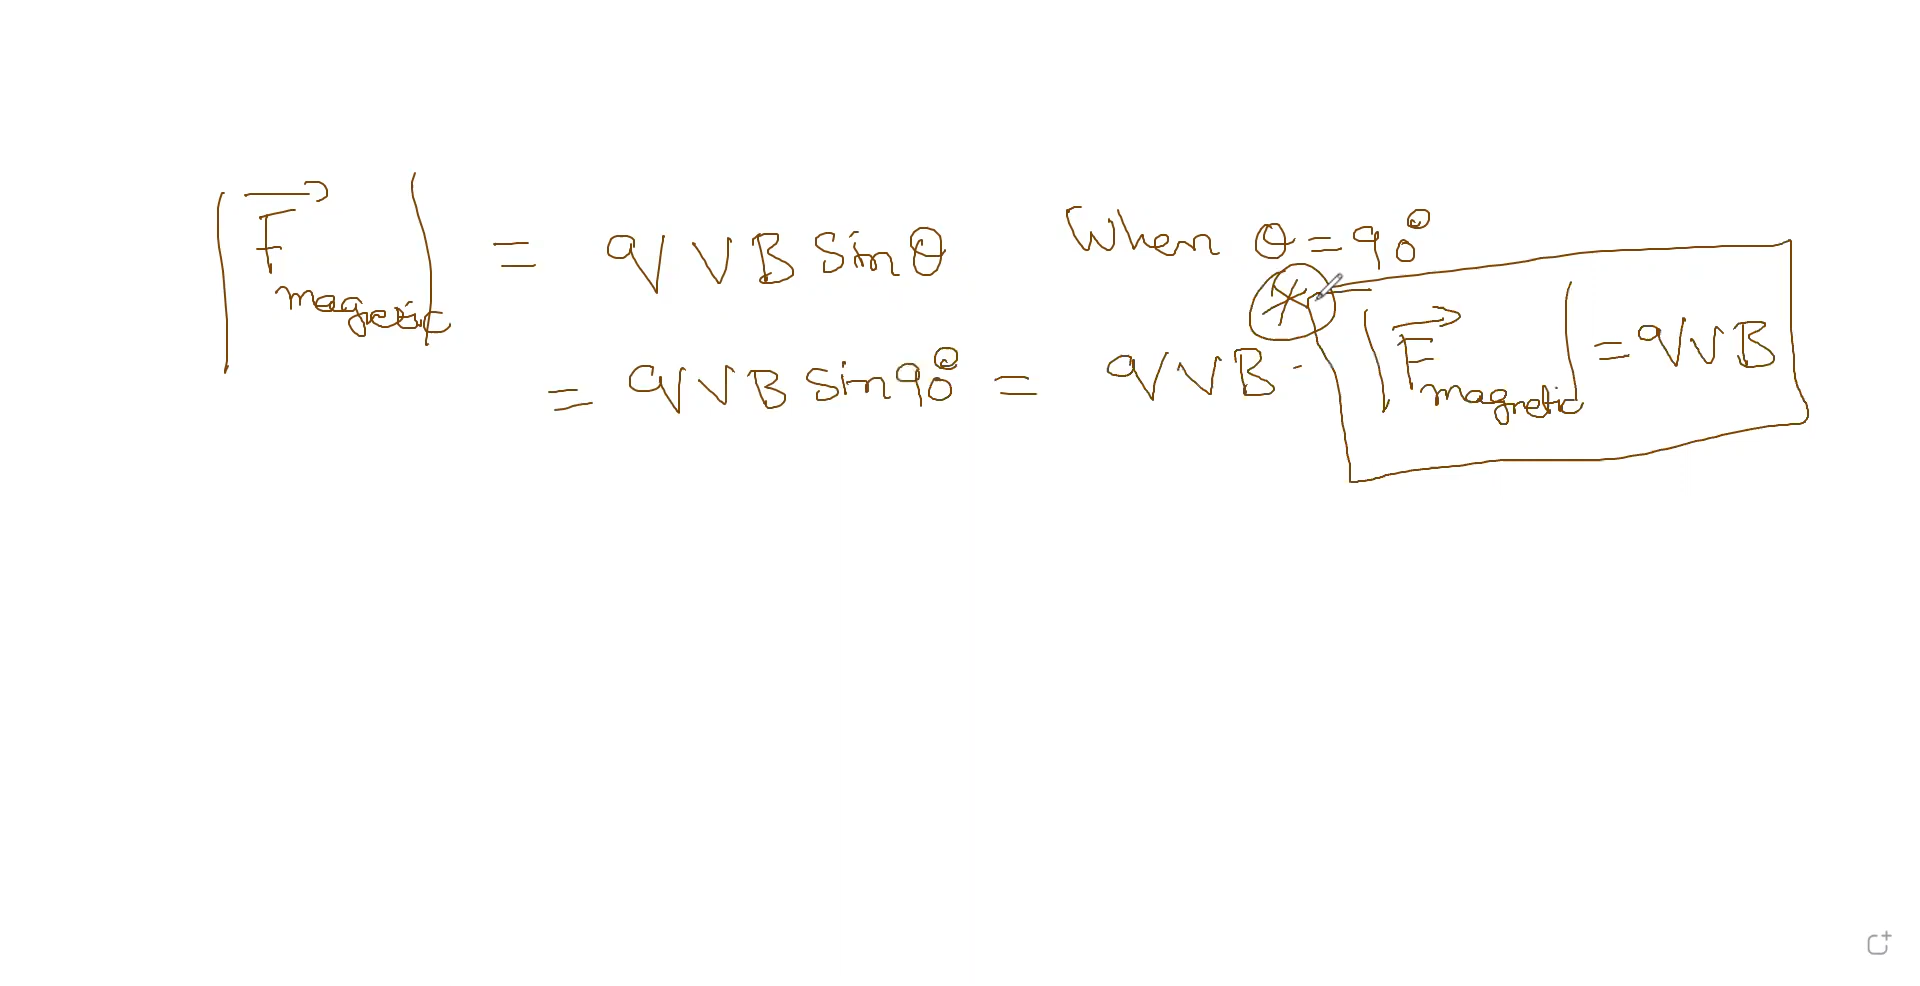 |F⃗ magnetic| = qVB Sinθ When θ = 90°
= qVB Sin90° = qVB. * |F⃗ magnetic| = qVB